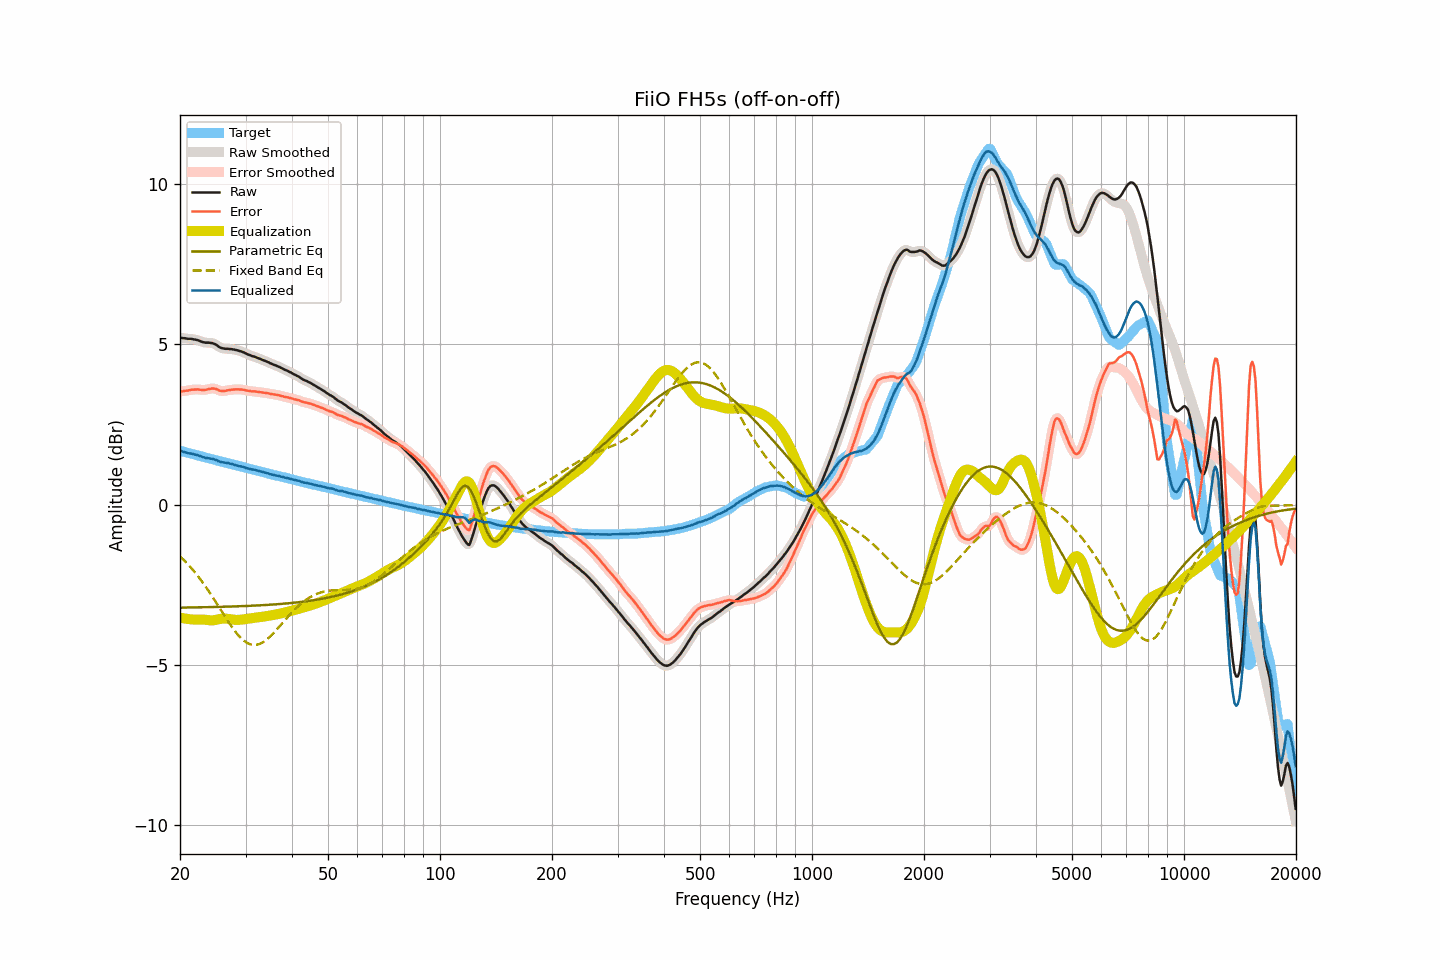 FiiO FH5s (off-on-off)
Target
Raw Smoothed
Error Smoothed
Raw
Error
Equalization
Parametric Eq
Fixed Band Eq
Equalized
10
5
0
−5
−10
Amplitude (dBr)
20 50 100 200 500 1000 2000 5000 10000 20000
Frequency (Hz)